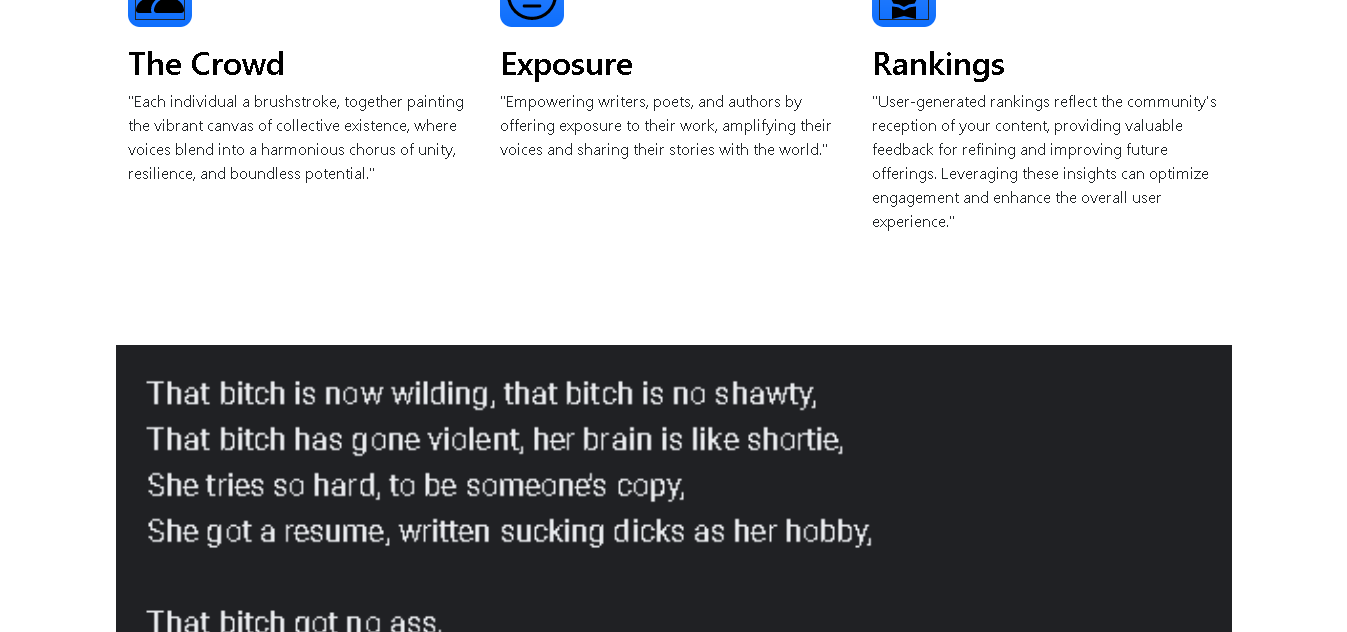 The Crowd
"Each individual a brushstroke, together painting
the vibrant canvas of collective existence, where
voices blend into a harmonious chorus of unity,
resilience, and boundless potential."
Exposure
"Empowering writers, poets, and authors by
offering exposure to their work, amplifying their
voices and sharing their stories with the world."
Rankings
"User-generated rankings reflect the community's
reception of your content, providing valuable
feedback for refining and improving future
offerings. Leveraging these insights can optimize
engagement and enhance the overall user
experience."
That bitch is now wilding, that bitch is no shawty,
That bitch has gone violent, her brain is like shortie,
She tries so hard, to be someone's copy,
She got a resume, written sucking dicks as her hobby,
That bitch got no ass,